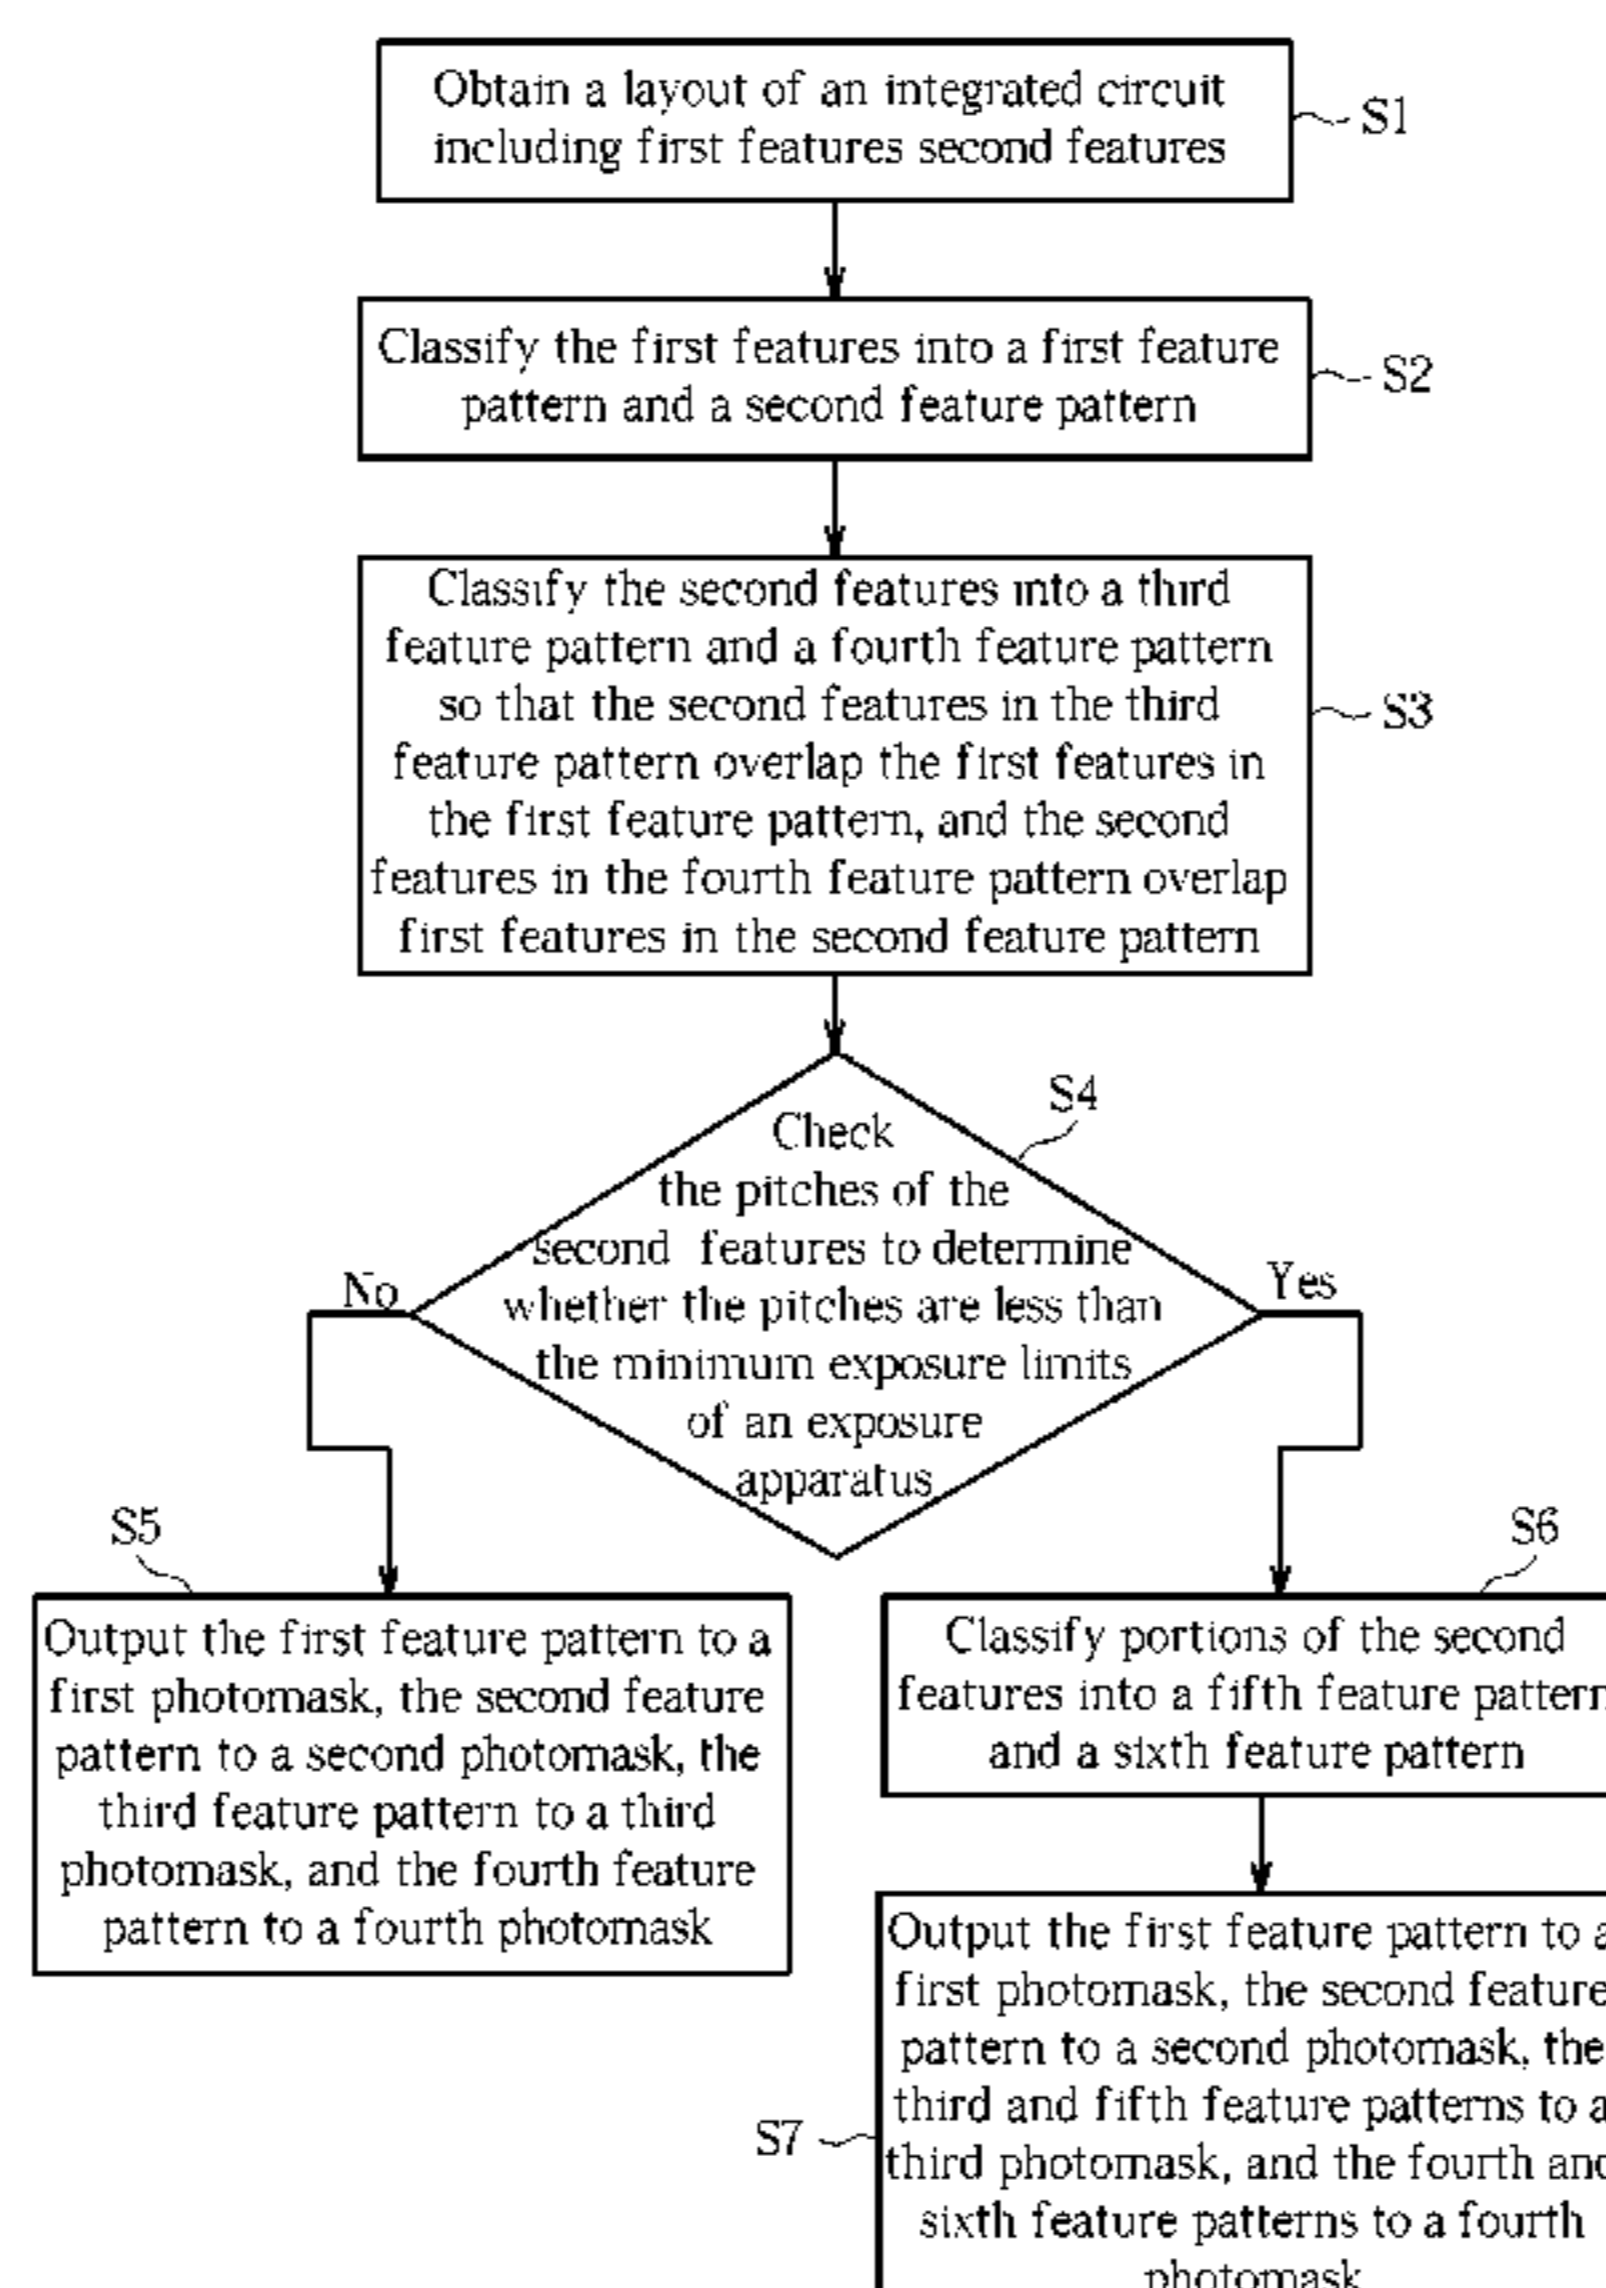 Obtain a layout of an integrated circuit
including first features second features
S1
Classify the first features into a first feature
pattern and a second feature pattern
S2
Classify the second features into a third
feature pattern and a fourth feature pattern
so that the second features in the third
feature pattern overlap the first features in
the first feature pattern, and the second
features in the fourth feature pattern overlap
first features in the second feature pattern
S3
S4
Check
the pitches of the
second features to determine
whether the pitches are less than
the minimum exposure limits
of an exposure
apparatus
No
Yes
S5
Output the first feature pattern to a
first photomask, the second feature
pattern to a second photomask, the
third feature pattern to a third
photomask, and the fourth feature
pattern to a fourth photomask
S6
Classify portions of the second
features into a fifth feature pattern
and a sixth feature pattern
Output the first feature pattern to a
first photomask, the second feature
pattern to a second photomask, the
third and fifth feature patterns to a
third photomask, and the fourth and
sixth feature patterns to a fourth
photomask
S7